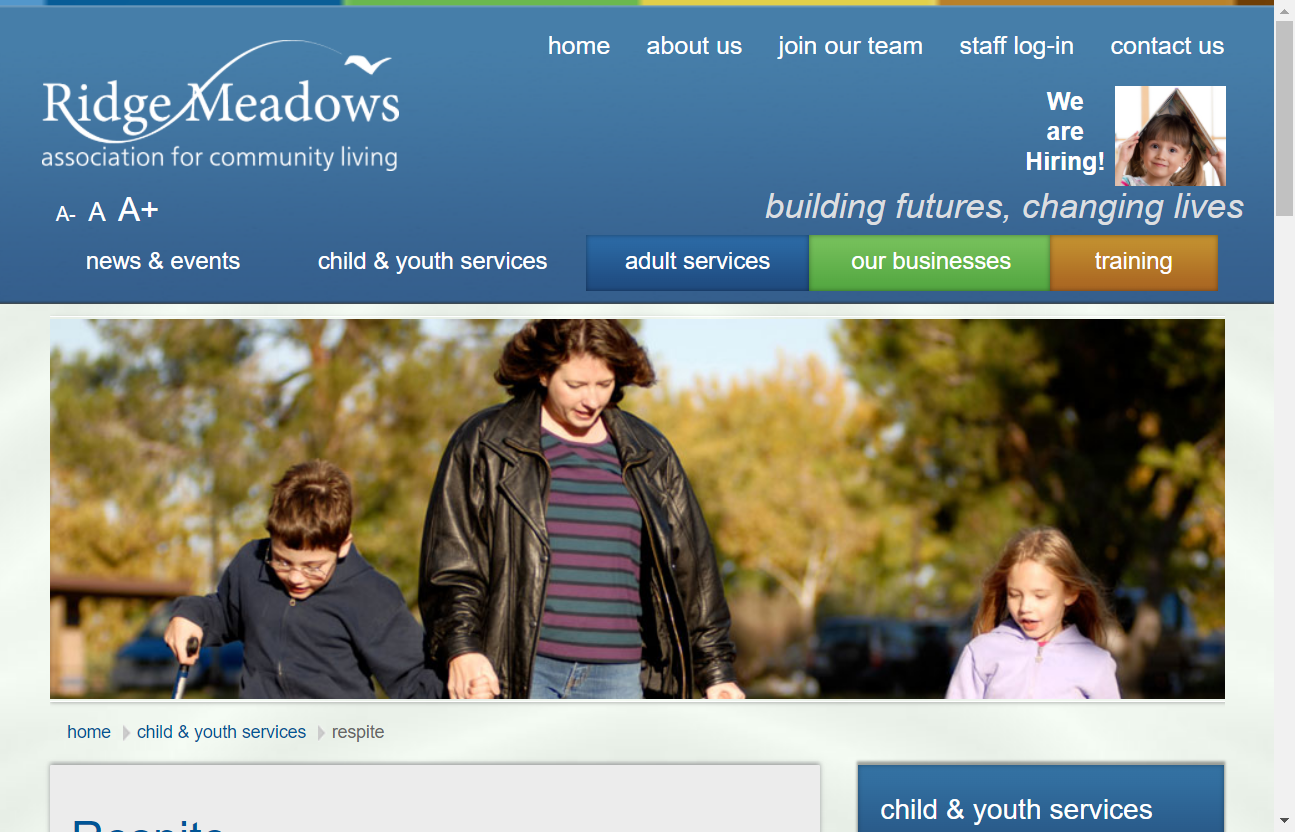 home about us join our team staff log-in contact us
Ridge Meadows
association for community living
We
are
Hiring!
A- A A+
building futures, changing lives
news & events child & youth services adult services our businesses training
home child & youth services respite
Respite
child & youth services